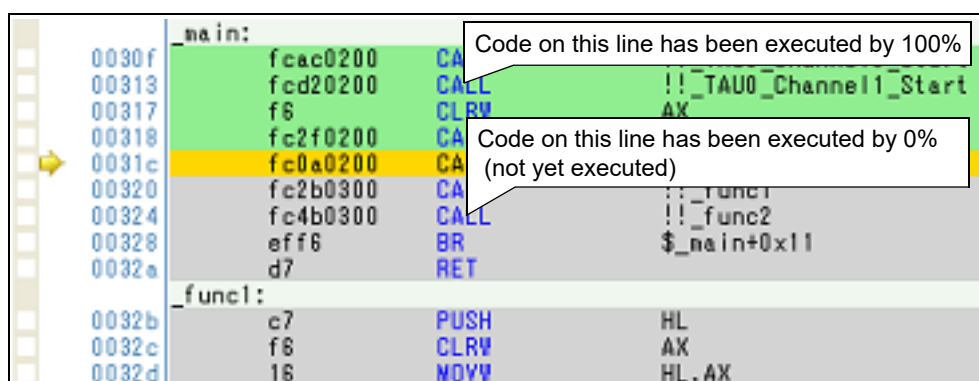 _main:
0030f fcac0200 CA
Code on this line has been executed by 100%
00313 fcd20200 CALL !!_TAU0_Channel1_Start
00317 f6 CLRW AX
00318 fc2f0200 CA
Code on this line has been executed by 0%
(not yet executed)
0031c fc0a0200 CA
00320 fc2b0300 CA !!_func1
00324 fc4b0300 CALL !!_func2
00328 eff6 BR $_main+0x11
0032a d7 RET
_func1:
0032b c7 PUSH HL
0032c f6 CLRW AX
0032d 16 MOVW HL,AX